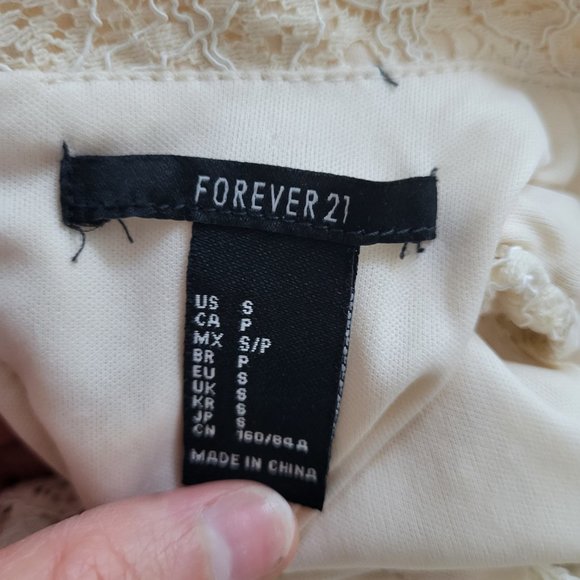 FOREVER 21
US S
CA P
MX S/P
BR P
EU S
UK S
KR S
JP S
CN 160/84A
MADE IN CHINA